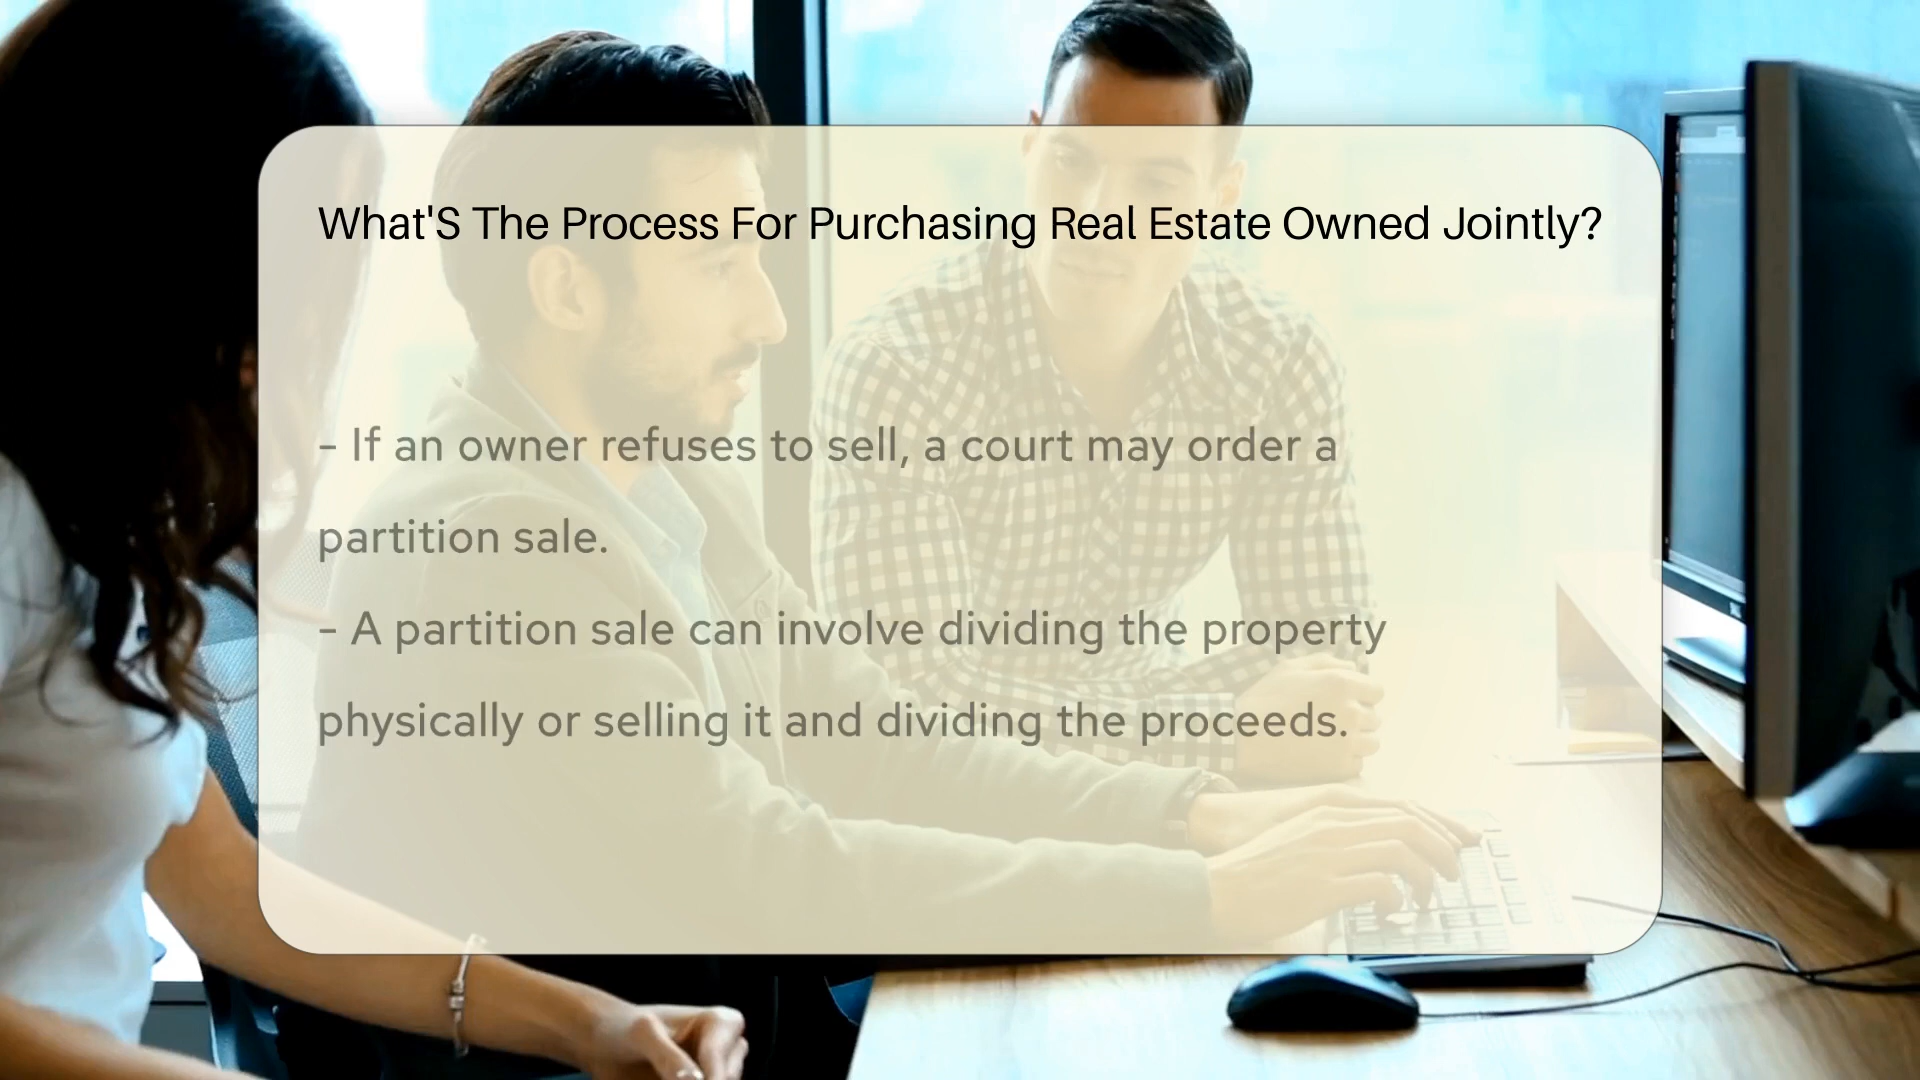 What'S The Process For Purchasing Real Estate Owned Jointly?
- If an owner refuses to sell, a court may order a
partition sale.
- A partition sale can involve dividing the property
physically or selling it and dividing the proceeds.